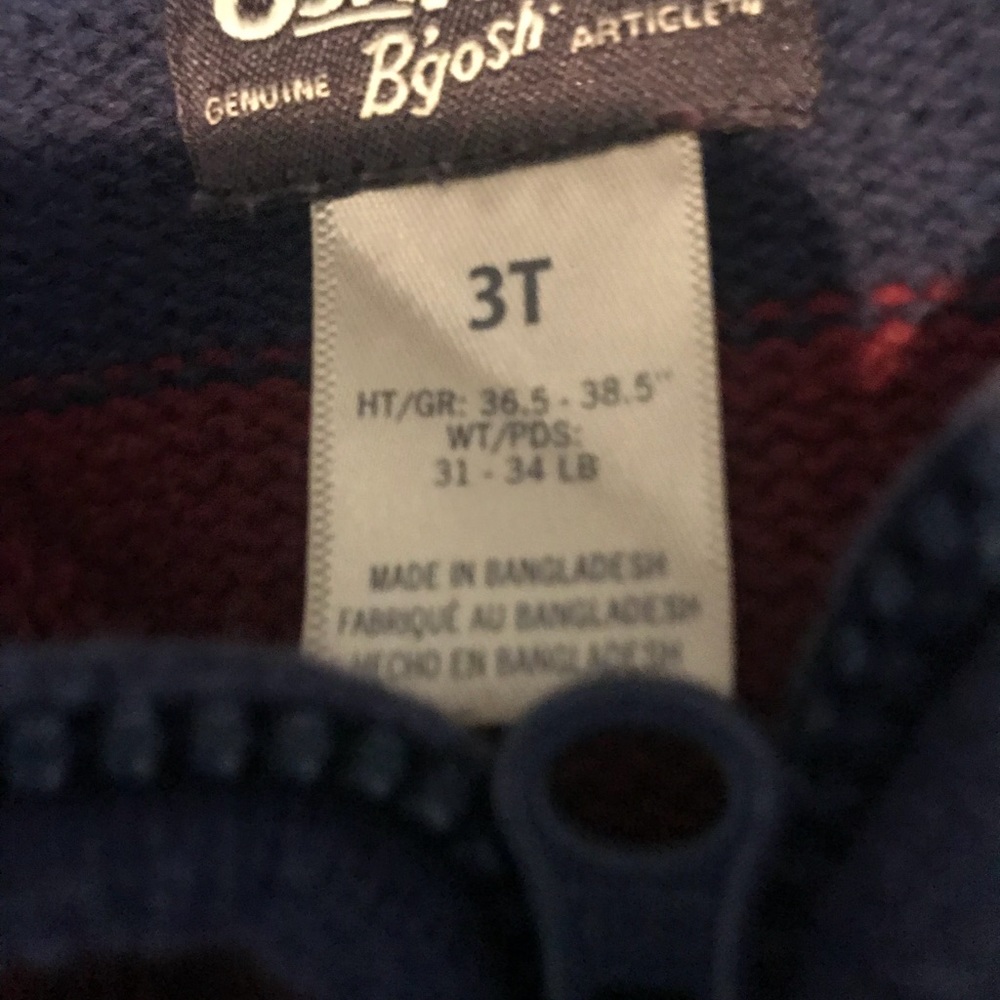 GENUINE B'gosh ARTICLE™
3T
HT/GR: 36.5 - 38.5"
WT/PDS:
31 - 34 LB
MADE IN BANGLADESH
FABRIQUÉ AU BANGLADESH
HECHO EN BANGLADESH